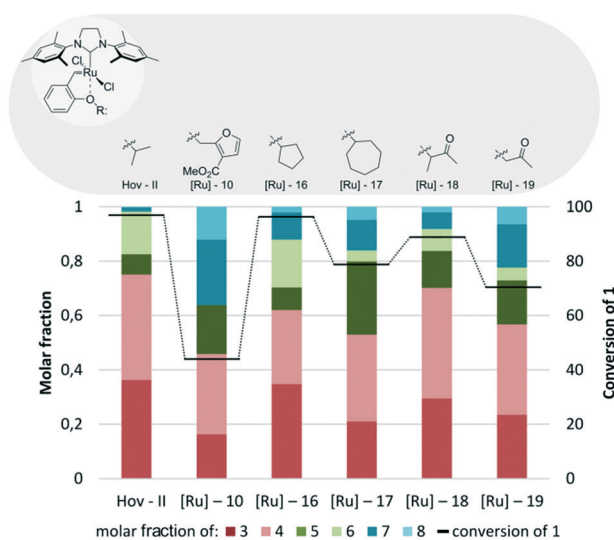 Cl
Ru
Cl
O
R:
O
MeO₂C
O
O
Hov - II [Ru] - 10 [Ru] - 16 [Ru] - 17 [Ru] - 18 [Ru] - 19
Molar fraction
1
0,8
0,6
0,4
0,2
0
Conversion of 1
100
80
60
40
20
0
Hov - II [Ru] – 10 [Ru] – 16 [Ru] – 17 [Ru] – 18 [Ru] – 19
molar fraction of: 3 4 5 6 7 8 conversion of 1